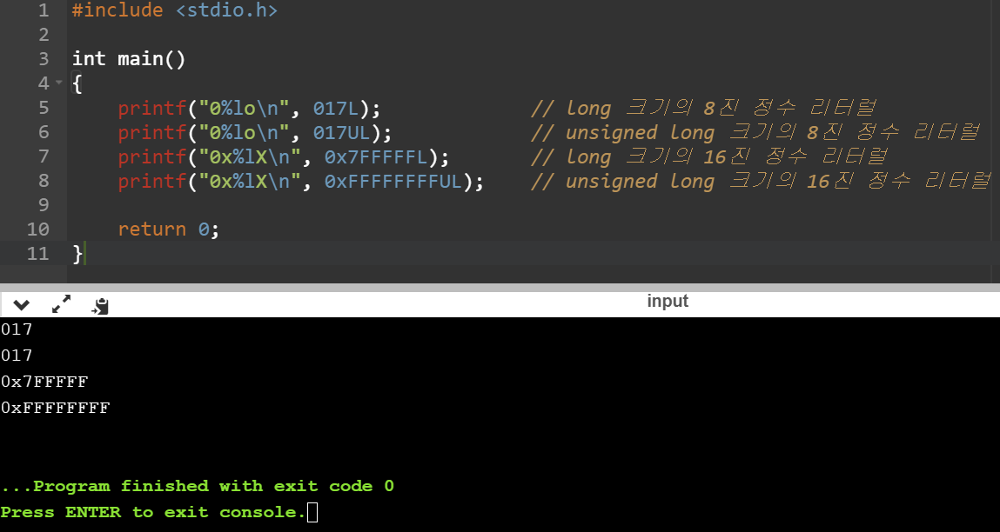 1 #include <stdio.h>
2
3 int main()
4 {
5 printf("0%lo\n", 017L); // long 크기의 8진 정수 리터럴
6 printf("0%lo\n", 017UL); // unsigned long 크기의 8진 정수 리터럴
7 printf("0x%lX\n", 0x7FFFFFL); // long 크기의 16진 정수 리터럴
8 printf("0x%lX\n", 0xFFFFFFFFUL); // unsigned long 크기의 16진 정수 리터럴
9
10 return 0;
11 }
input
017
017
0x7FFFFF
0xFFFFFFFF
...Program finished with exit code 0
Press ENTER to exit console.